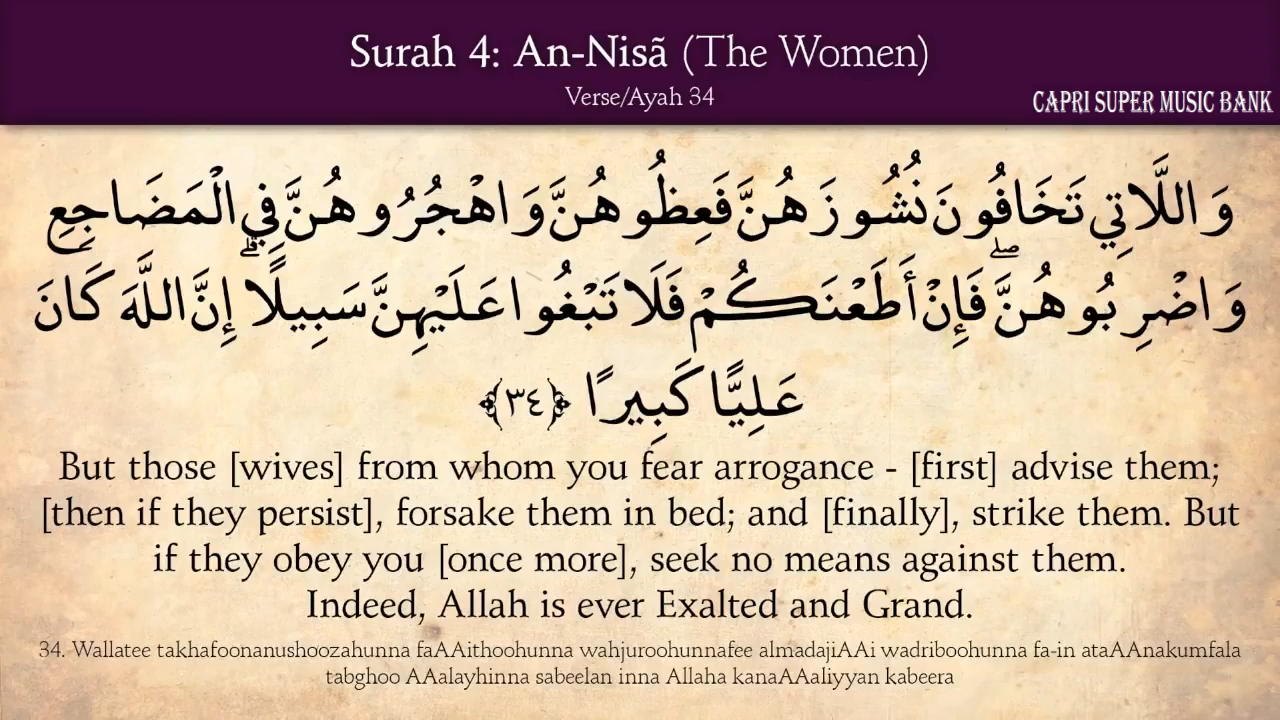 Surah 4: An-Nisã (The Women)
Verse/Ayah 34
CAPRI SUPER MUSIC BANK
وَاللَّاتِي تَخَافُونَ نُشُوزَهُنَّ فَعِظُوهُنَّ وَاهْجُرُوهُنَّ فِي الْمَضَاجِعِ
وَاضْرِبُوهُنَّ ۖ فَإِنْ أَطَعْنَكُمْ فَلَا تَبْغُوا عَلَيْهِنَّ سَبِيلًا ۗ إِنَّ اللَّهَ كَانَ
عَلِيًّا كَبِيرًا ﴿٣٤﴾
But those [wives] from whom you fear arrogance - [first] advise them;
[then if they persist], forsake them in bed; and [finally], strike them. But
if they obey you [once more], seek no means against them.
Indeed, Allah is ever Exalted and Grand.
34. Wallatee takhafoonanushoozahunna faAAithoohunna wahjuroohunnafee almadajiAAi wadriboohunna fa-in ataAAnakumfala
tabghoo AAalayhinna sabeelan inna Allaha kanaAAaliyyan kabeera